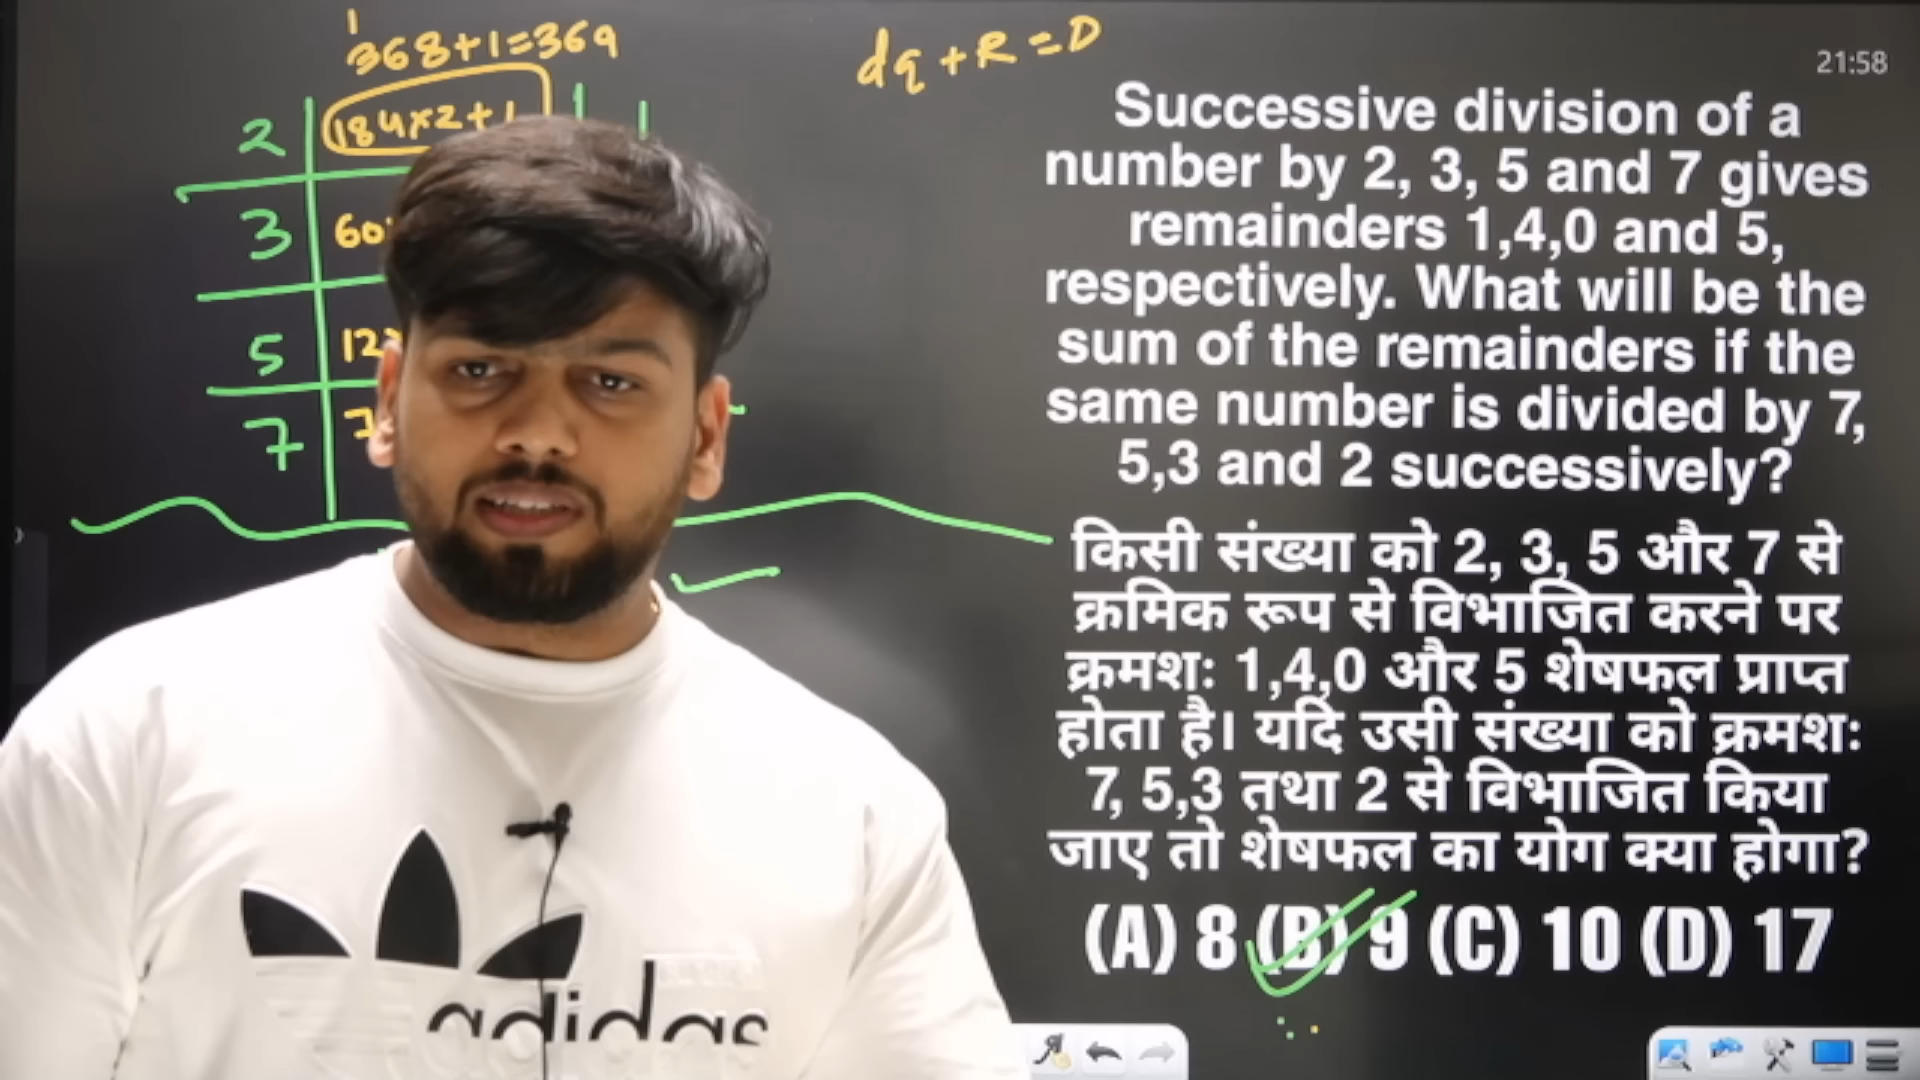 1
368+1=369
dq+R=D
21:58
2
184×2+1
3
60
5
12
7
7
Successive division of a
number by 2, 3, 5 and 7 gives
remainders 1,4,0 and 5,
respectively. What will be the
sum of the remainders if the
same number is divided by 7,
5,3 and 2 successively?
किसी संख्या को 2, 3, 5 और 7 से
क्रमिक रूप से विभाजित करने पर
क्रमशः 1,4,0 और 5 शेषफल प्राप्त
होता है। यदि उसी संख्या को क्रमशः
7, 5,3 तथा 2 से विभाजित किया
जाए तो शेषफल का योग क्या होगा?
(A) 8 (B) 9 (C) 10 (D) 17
adidas